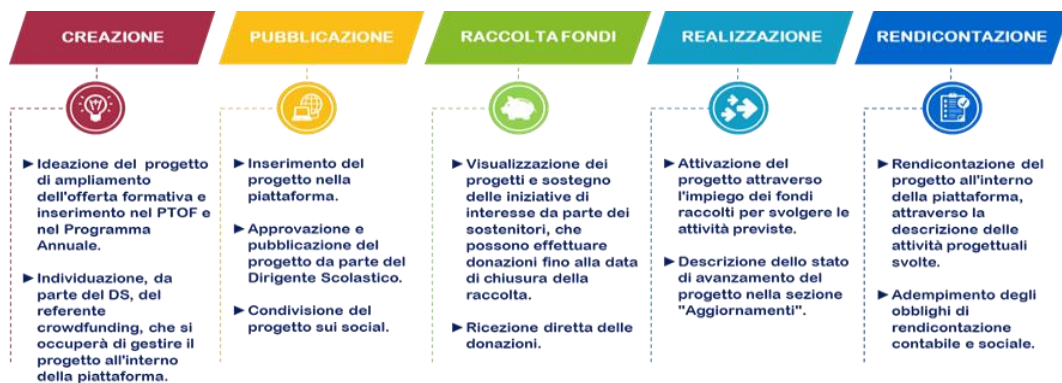 CREAZIONE
PUBBLICAZIONE
RACCOLTA FONDI
REALIZZAZIONE
RENDICONTAZIONE
► Ideazione del progetto
di ampliamento
dell'offerta formativa e
inserimento nel PTOF e
nel Programma
Annuale.
► Individuazione, da
parte del DS, del
referente
crowdfunding, che si
occuperà di gestire il
progetto all'interno
della piattaforma.
► Inserimento del
progetto nella
piattaforma.
► Approvazione e
pubblicazione del
progetto da parte del
Dirigente Scolastico.
► Condivisione del
progetto sui social.
► Visualizzazione dei
progetti e sostegno
delle iniziative di
interesse da parte dei
sostenitori, che
possono effettuare
donazioni fino alla data
di chiusura della
raccolta.
► Ricezione diretta delle
donazioni.
► Attivazione del
progetto attraverso
l'impiego dei fondi
raccolti per svolgere le
attività previste.
► Descrizione dello stato
di avanzamento del
progetto nella sezione
"Aggiornamenti".
► Rendicontazione del
progetto all'interno
della piattaforma,
attraverso la
descrizione delle
attività progettuali
svolte.
► Adempimento degli
obblighi di
rendicontazione
contabile e sociale.